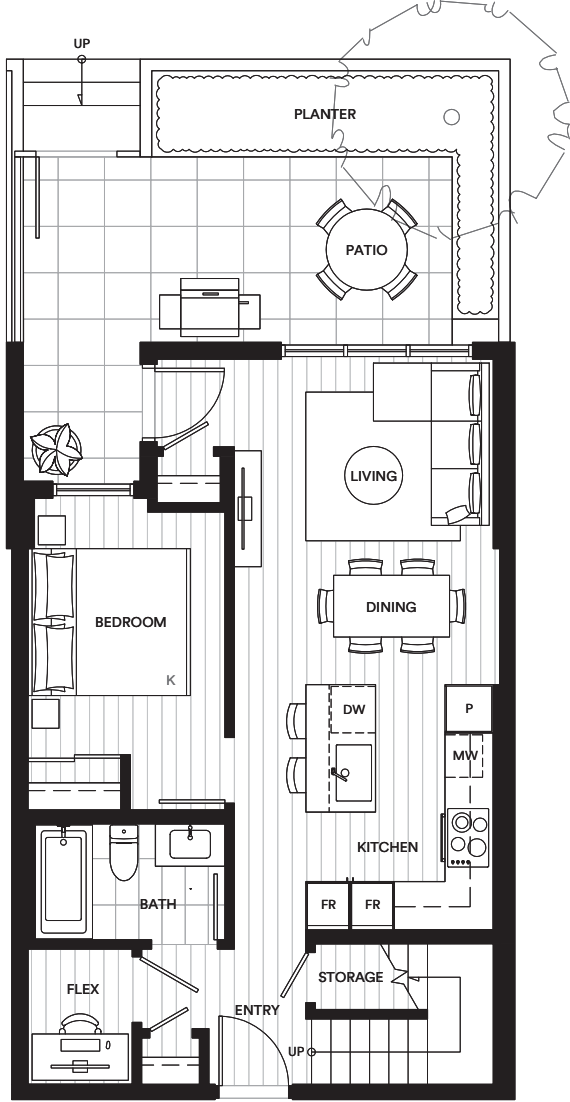 UP
PLANTER
PATIO
LIVING
DINING
BEDROOM
K
DW
P
MW
KITCHEN
FR
FR
BATH
STORAGE
FLEX
ENTRY
UP